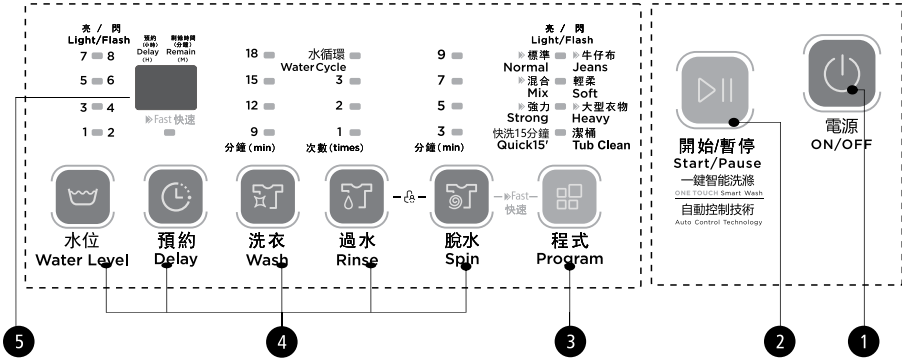 亮 / 閃
Light/Flash
7 8
5 6
3 4
1 2
預約
(小時)
Delay
(H)
剩餘時間
(分鐘)
Remain
(M)
Fast 快速
18
15
12
9
分鐘(min)
水循環
Water Cycle
3
2
1
次數(times)
9
7
5
3
分鐘(min)
亮 / 閃
Light/Flash
標準 牛仔布
Normal Jeans
混合 輕柔
Mix Soft
強力 大型衣物
Strong Heavy
快洗15分鐘 潔桶
Quick15' Tub Clean
水位
Water Level
預約
Delay
洗衣
Wash
過水
Rinse
脫水
Spin
Fast
快速
程式
Program
開始/暫停
Start/Pause
一鍵智能洗滌
ONE TOUCH Smart Wash
自動控制技術
Auto Control Technology
電源
ON/OFF
5 4 3 2 1